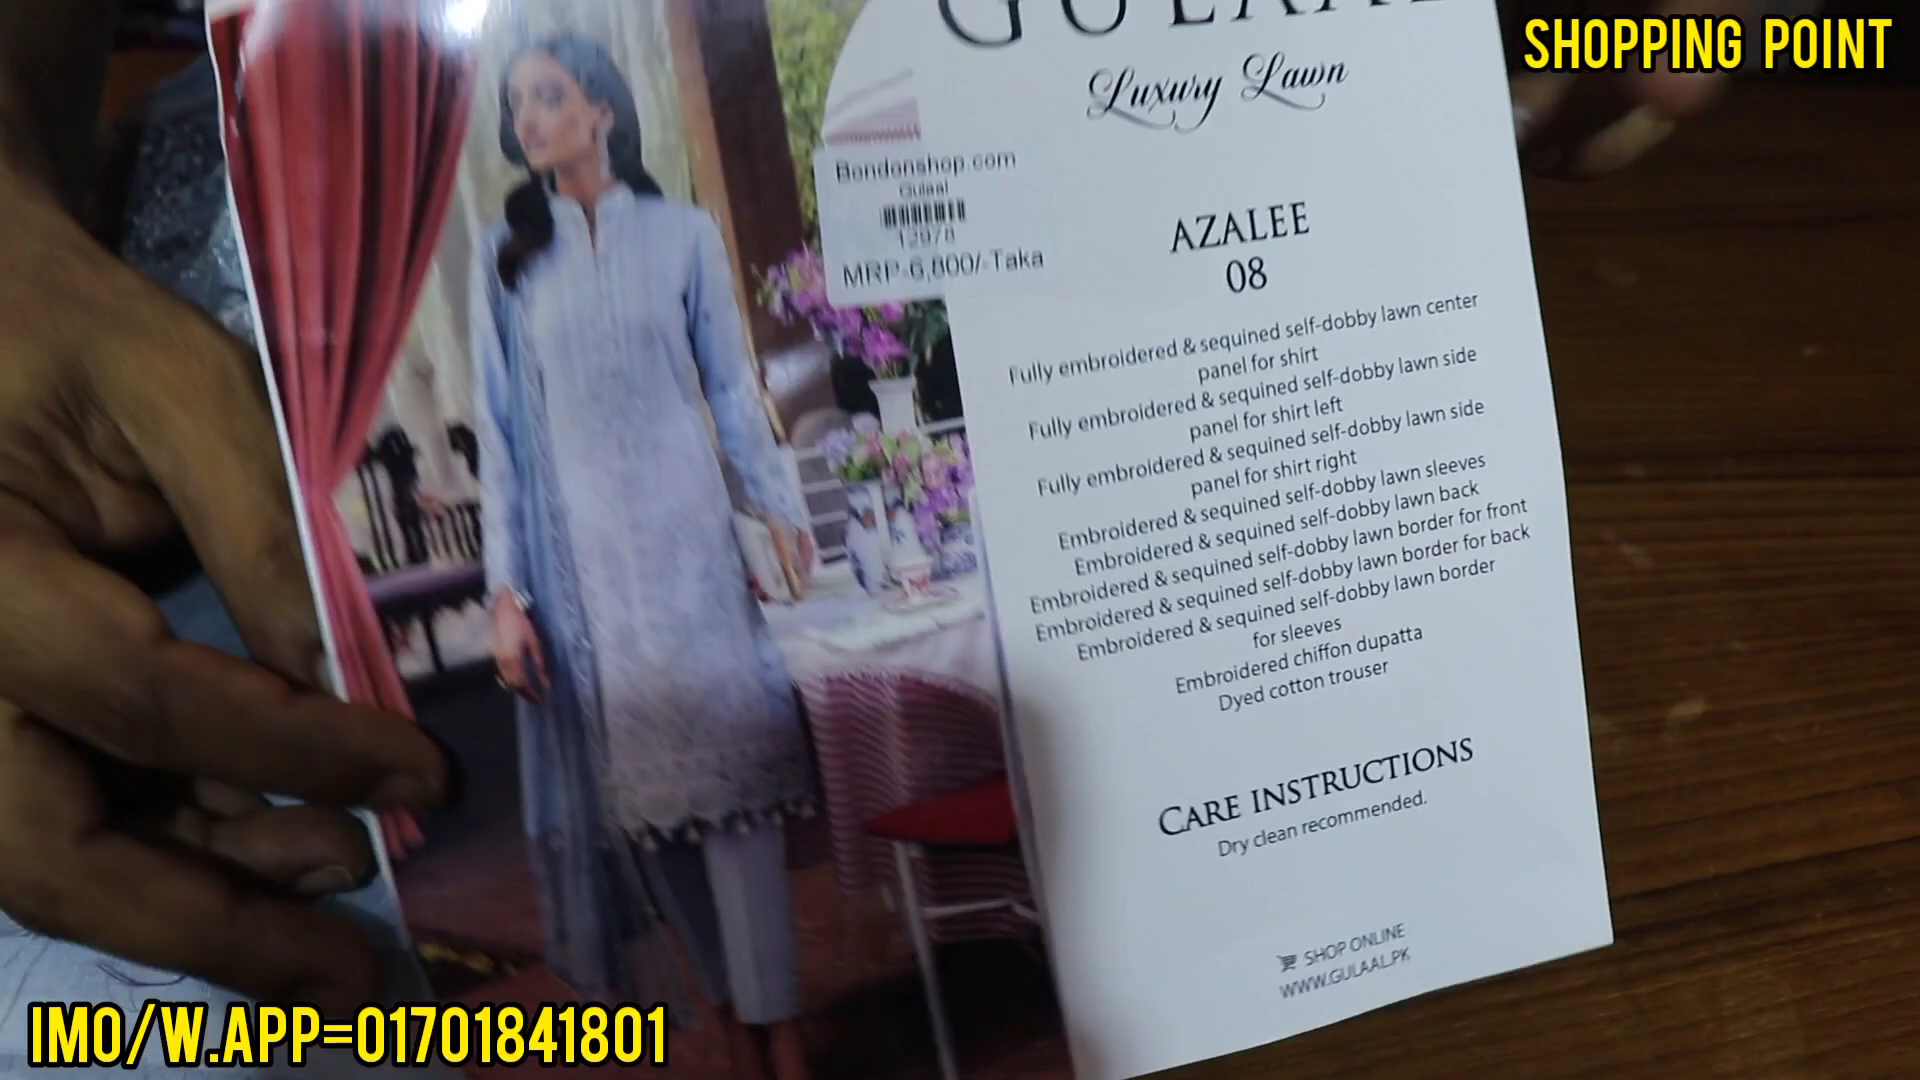 SHOPPING POINT
GULAAL
Luxury Lawn
Bondonshop.com
Gulaal
12978
MRP-6,800/-Taka
AZALEE
08
Fully embroidered & sequined self-dobby lawn center
panel for shirt
Fully embroidered & sequined self-dobby lawn side
panel for shirt left
Fully embroidered & sequined self-dobby lawn side
panel for shirt right
Embroidered & sequined self-dobby lawn sleeves
Embroidered & sequined self-dobby lawn back
Embroidered & sequined self-dobby lawn border for front
Embroidered & sequined self-dobby lawn border for back
Embroidered & sequined self-dobby lawn border
for sleeves
Embroidered chiffon dupatta
Dyed cotton trouser
CARE INSTRUCTIONS
Dry clean recommended.
SHOP ONLINE
WWW.GULAAL.PK
IMO/W.APP=01701841801